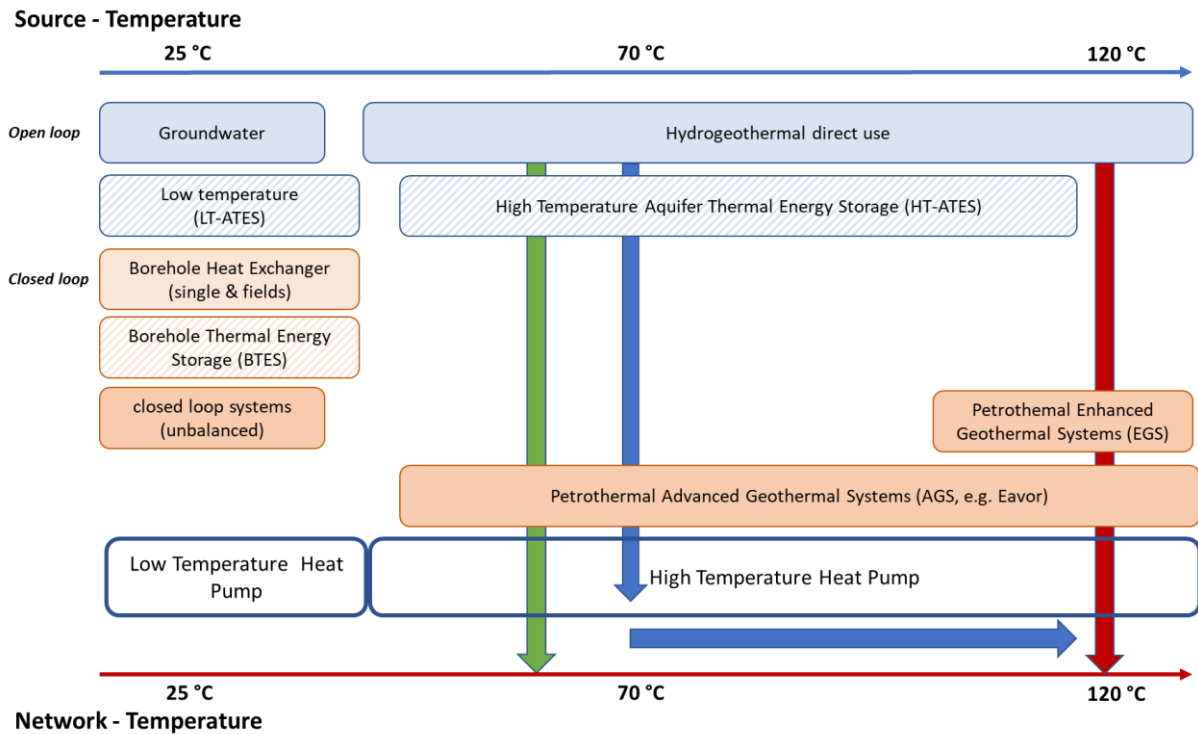 Source - Temperature
25 °C
70 °C
120 °C
Open loop
Groundwater
Hydrogeothermal direct use
Low temperature
(LT-ATES)
High Temperature Aquifer Thermal Energy Storage (HT-ATES)
Closed loop
Borehole Heat Exchanger
(single & fields)
Borehole Thermal Energy
Storage (BTES)
closed loop systems
(unbalanced)
Petrothemal Enhanced
Geothermal Systems (EGS)
Petrothermal Advanced Geothermal Systems (AGS, e.g. Eavor)
Low Temperature Heat
Pump
High Temperature Heat Pump
25 °C
70 °C
120 °C
Network - Temperature